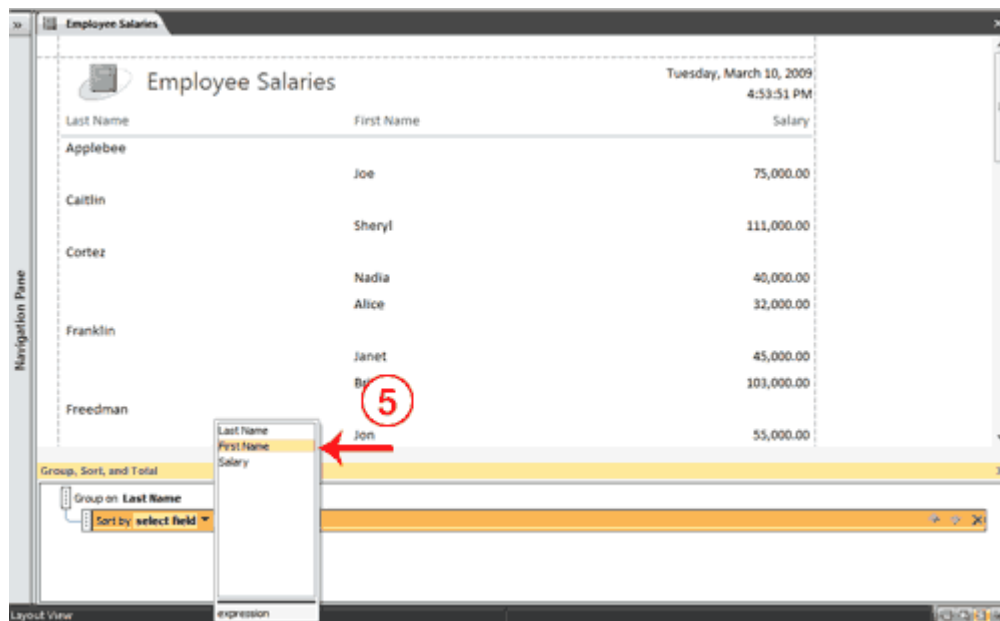 Employee Salaries
Employee Salaries
Tuesday, March 10, 2009
4:53:51 PM
Last Name First Name Salary
Applebee
Joe 75,000.00
Caitlin
Sheryl 111,000.00
Cortez
Nadia 40,000.00
Alice 32,000.00
Franklin
Janet 45,000.00
103,000.00
Freedman
Jon 55,000.00
5
Navigation Pane
Last Name
First Name
Salary
expression
Group, Sort, and Total
Group on Last Name
Sort by select field
Layout View